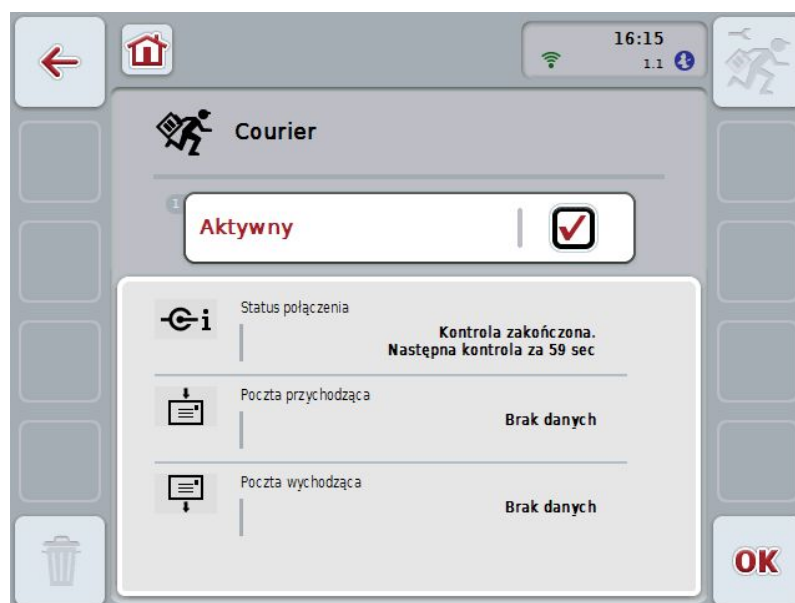 16:15
1.1
Courier
1
Aktywny
Status połączenia
Kontrola zakończona.
Następna kontrola za 59 sec
Poczta przychodząca
Brak danych
Poczta wychodząca
Brak danych
OK